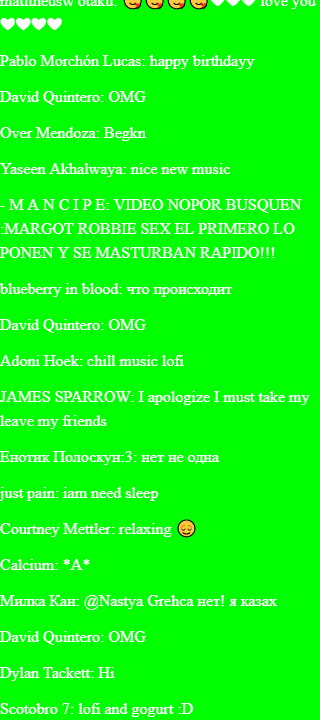 matitheusw otaku: 😌😌😌😌🤍🤍🤍 love you
🤍🤍🤍🤍
Pablo Morchón Lucas: happy birthdayy
David Quintero: OMG
Over Mendoza: Begkn
Yaseen Akhalwaya: nice new music
- M A N C I P E: VIDEO NOPOR BUSQUEN
:MARGOT ROBBIE SEX EL PRIMERO LO
PONEN Y SE MASTURBAN RAPIDO!!!
blueberry in blood: что происходит
David Quintero: OMG
Adoni Hoek: chill music lofi
JAMES SPARROW: I apologize I must take my
leave my friends
Енотик Полоскун:3: нет не одна
just pain: iam need sleep
Courtney Mettler: relaxing 😌
Calcium: *A*
Милка Кан: @Nastya Grehca нет! я казах
David Quintero: OMG
Dylan Tackett: Hi
Scotobro 7: lofi and gogurt :D